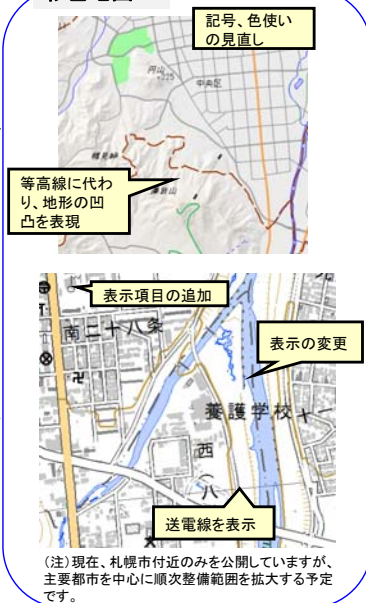 記号、色使い
の見直し
円山
+225
中央区
等高線に代わ
り、地形の凹
凸を表現
藻岩山
表示項目の追加
南二十八条
表示の変更
養護学校
西
八
送電線を表示
(注)現在、札幌市付近のみを公開していますが、
主要都市を中心に順次整備範囲を拡大する予定
です。